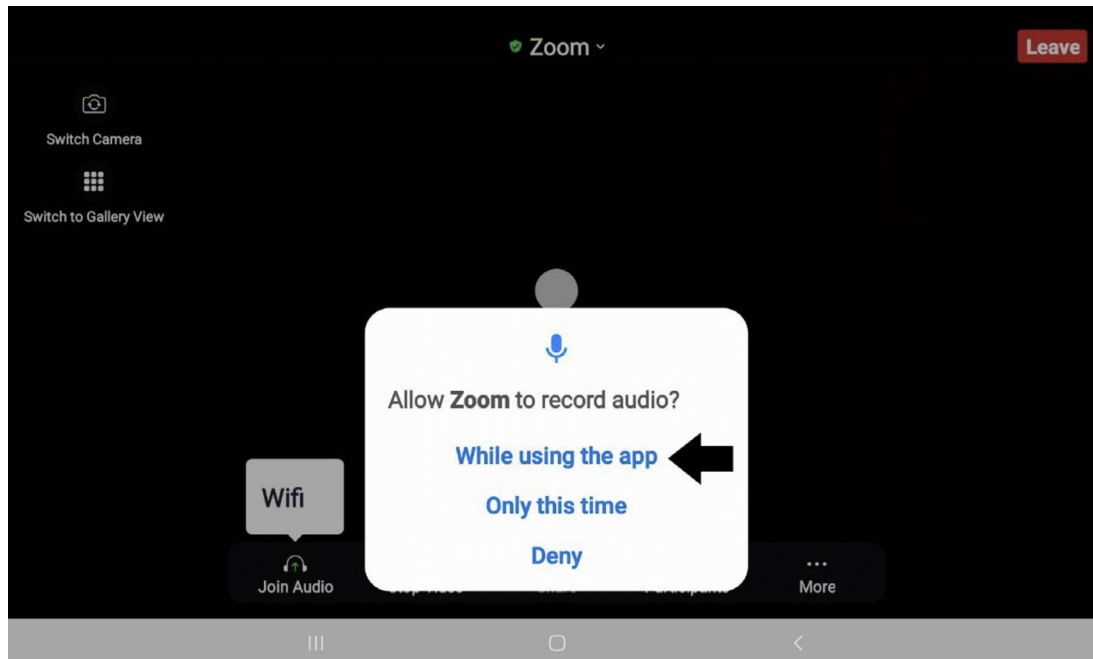 Zoom
Leave
Switch Camera
Switch to Gallery View
Allow Zoom to record audio?
While using the app
Only this time
Deny
Wifi
Join Audio
More